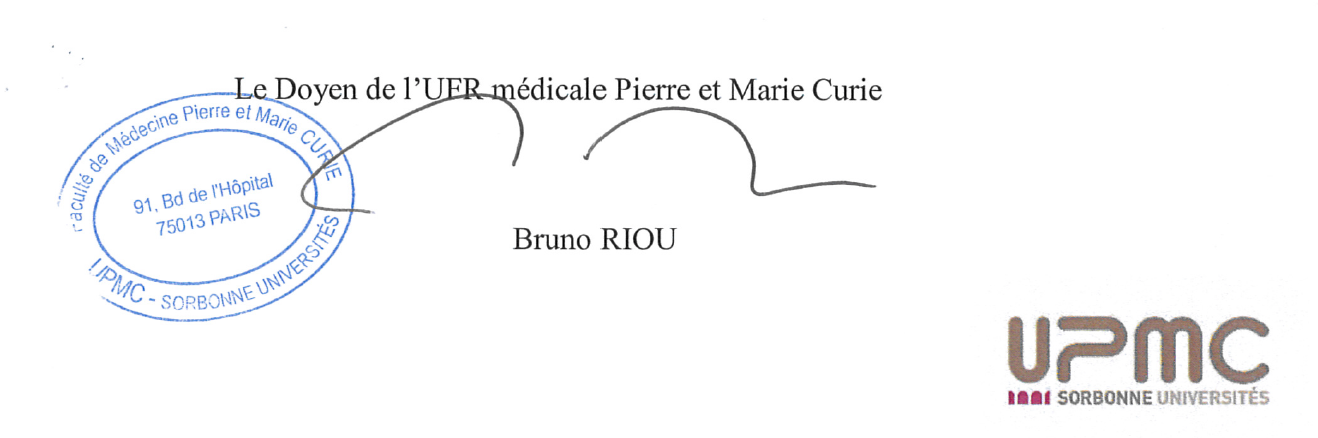 Le Doyen de l'UFR médicale Pierre et Marie Curie
Faculté de Médecine Pierre et Marie CURIE
91, Bd de l'Hôpital
75013 PARIS
UPMC - SORBONNE UNIVERSITÉS
Bruno RIOU
UPMC
SORBONNE UNIVERSITÉS